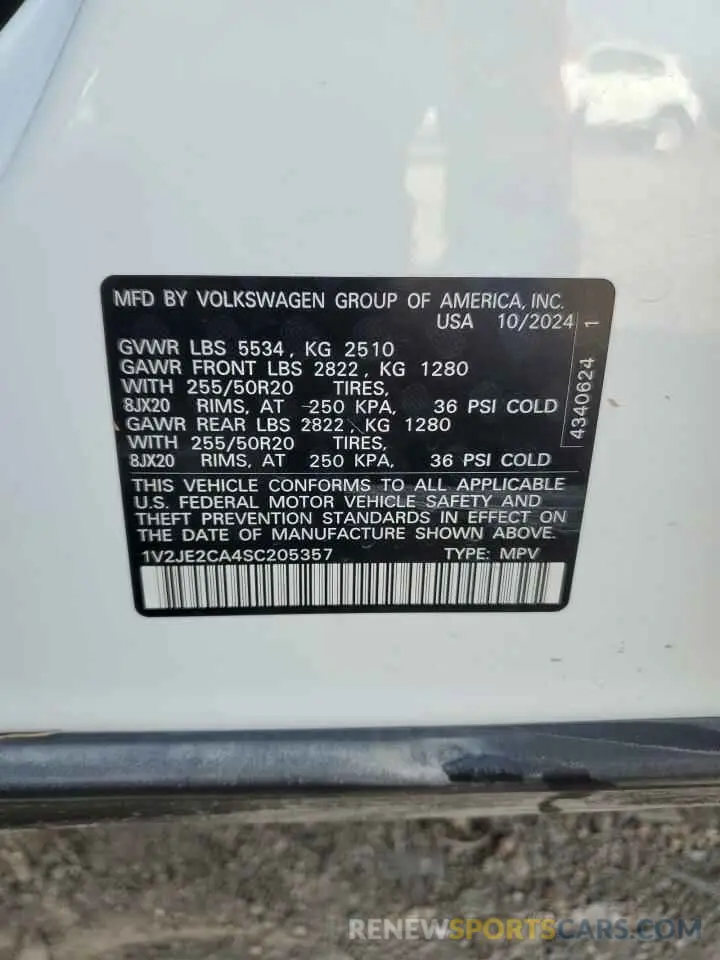 MFD BY VOLKSWAGEN GROUP OF AMERICA, INC.
USA 10/2024
GVWR LBS 5534, KG 2510
GAWR FRONT LBS 2822, KG 1280
WITH 255/50R20 TIRES,
8JX20 RIMS, AT 250 KPA, 36 PSI COLD
GAWR REAR LBS 2822, KG 1280
WITH 255/50R20 TIRES,
8JX20 RIMS, AT 250 KPA, 36 PSI COLD
4340624 1
THIS VEHICLE CONFORMS TO ALL APPLICABLE
U.S. FEDERAL MOTOR VEHICLE SAFETY AND
THEFT PREVENTION STANDARDS IN EFFECT ON
THE DATE OF MANUFACTURE SHOWN ABOVE.
1V2JE2CA4SC205357 TYPE: MPV
RENEWSPORTSCARS.COM